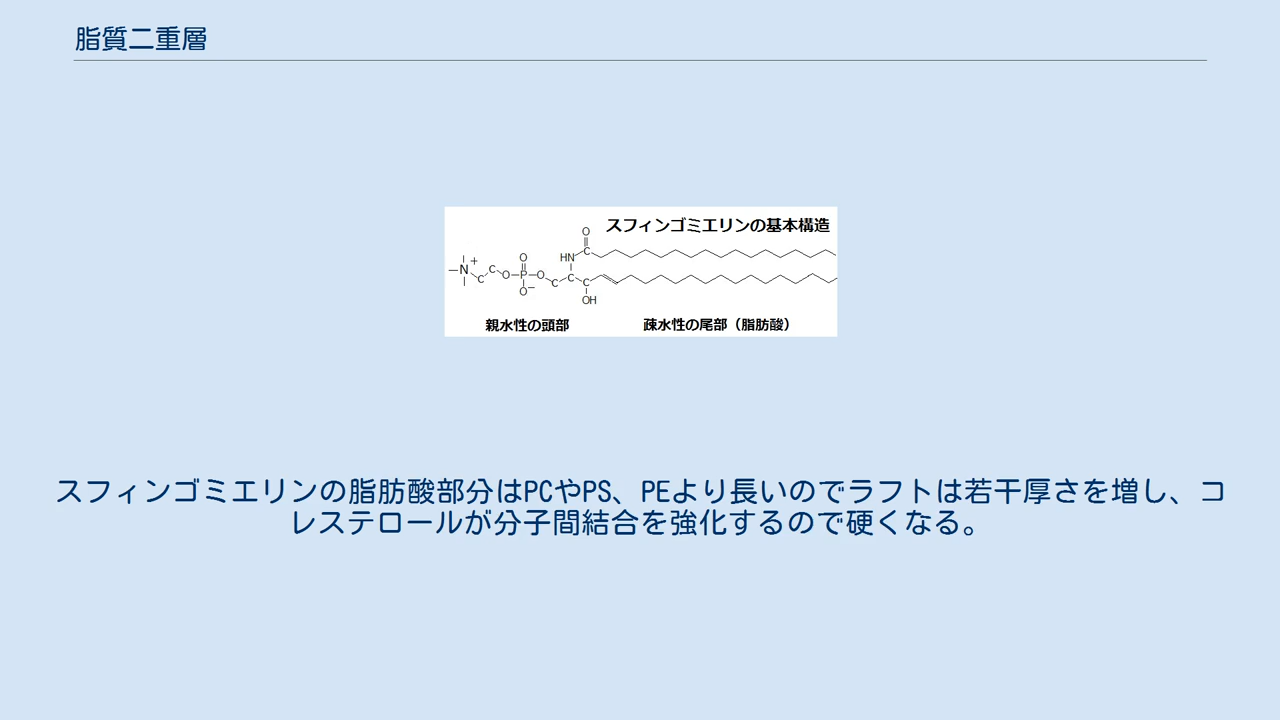 脂質二重層
スフィンゴミエリンの基本構造
O
HN C
N + C C O P O C C C
O
O −
OH
親水性の頭部 疎水性の尾部（脂肪酸）
スフィンゴミエリンの脂肪酸部分はPCやPS、PEより長いのでラフトは若干厚さを増し、コ
レステロールが分子間結合を強化するので硬くなる。